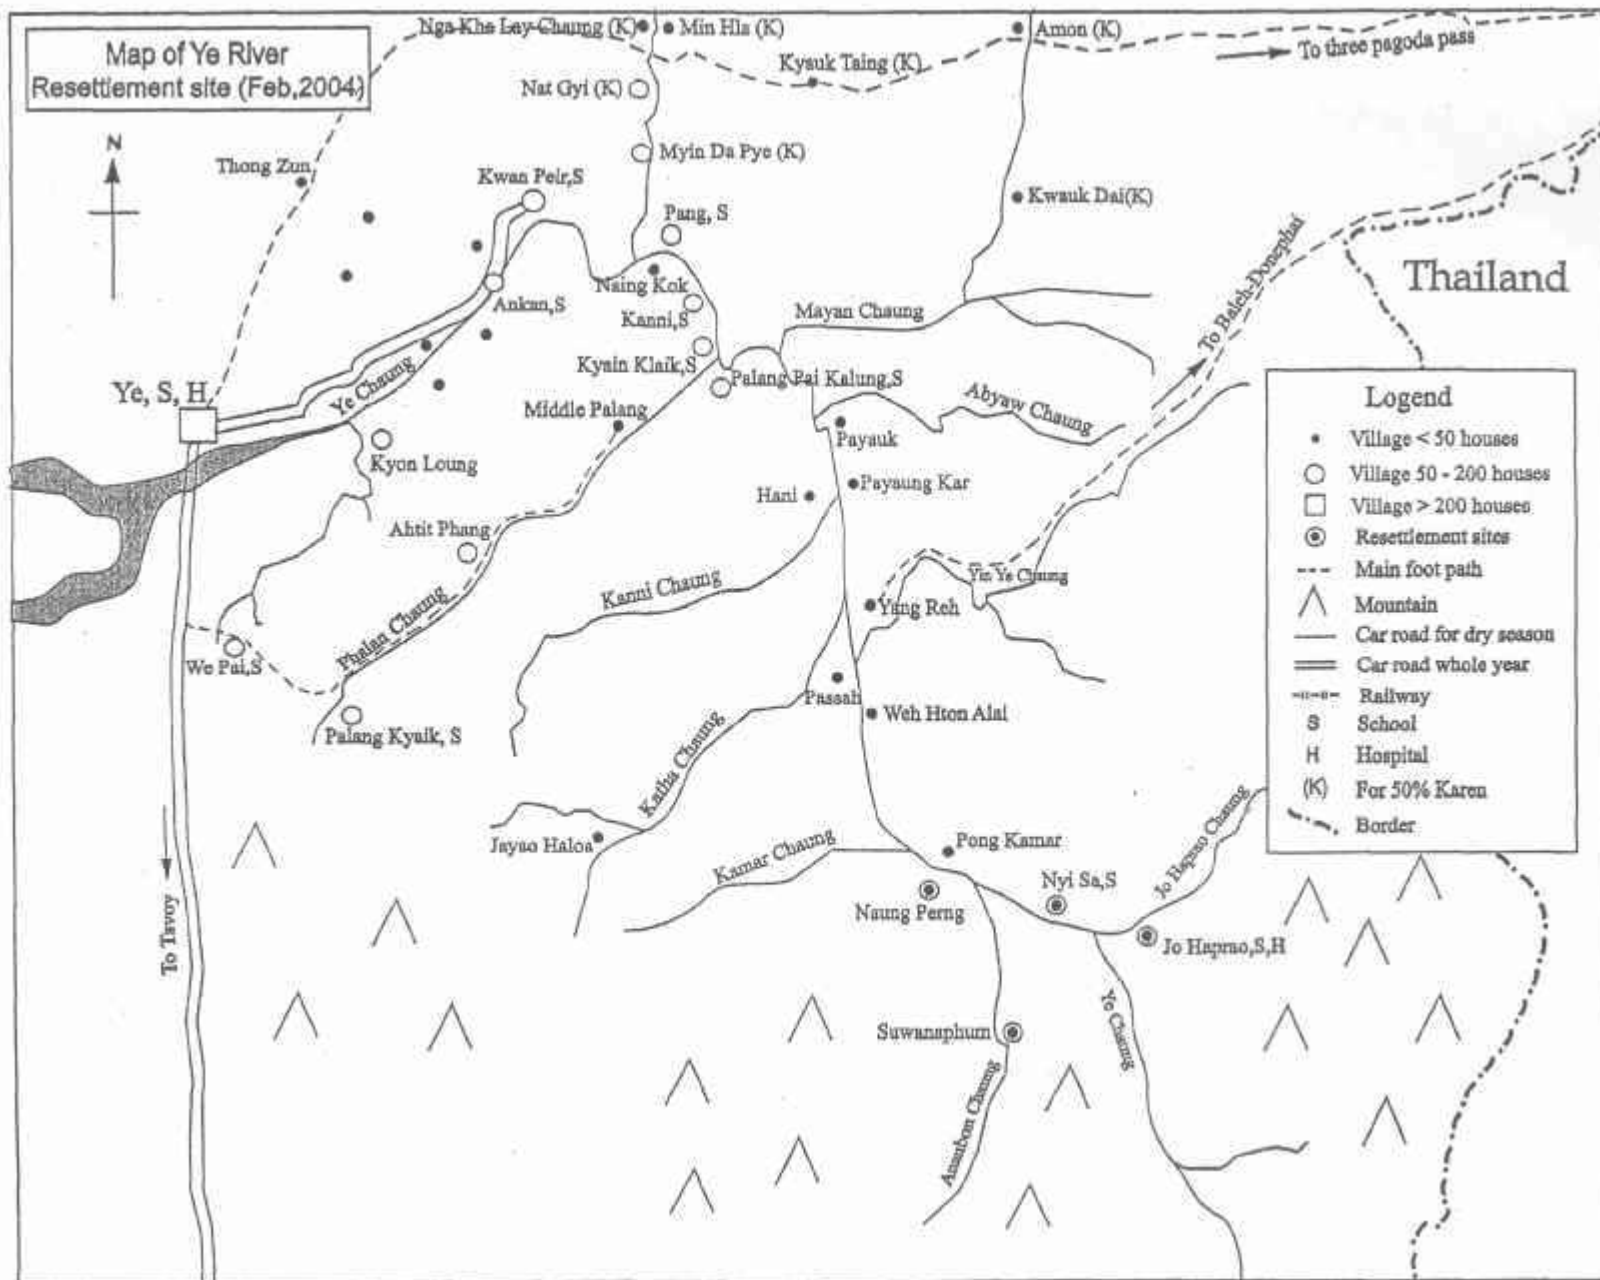 Map of Ye River
Resettlement site (Feb,2004)
Nga Khe Ley Chaung (K)
Min Hla (K)
Amon (K)
To three pagoda pass
Kyauk Taing (K)
Nat Gyi (K)
N
Myin Da Pye (K)
Thong Zun
Kwan Peir,S
Kwauk Dai(K)
Pang, S
To Baleh-Donephai
Thailand
Naing Kok
Ankan,S
Kanni,S
Mayan Chaung
Kyain Klaik,S
Palang Pai Kalung,S
Ye, S, H
Ye Chaung
Abyaw Chaung
Middle Palang
Payauk
Kyon Loung
Hani
Payaung Kar
Ahtit Phang
Kanni Chaung
Yin Ye Chaung
Yang Reh
Phalan Chaung
We Pai,S
Passah
Weh Hton Alai
Palang Kyaik, S
Katha Chaung
Jayao Haloa
Kamar Chaung
Pong Kamar
Jo Haprao Chaung
Nyi Sa,S
Naung Perng
Jo Haprao,S,H
To Tavoy
Suwanaphum
Ye Chaung
Ananbon Chaung
Legend
Village < 50 houses
Village 50 - 200 houses
Village > 200 houses
Resettlement sites
Main foot path
Mountain
Car road for dry season
Car road whole year
Railway
S School
H Hospital
(K) For 50% Karen
Border